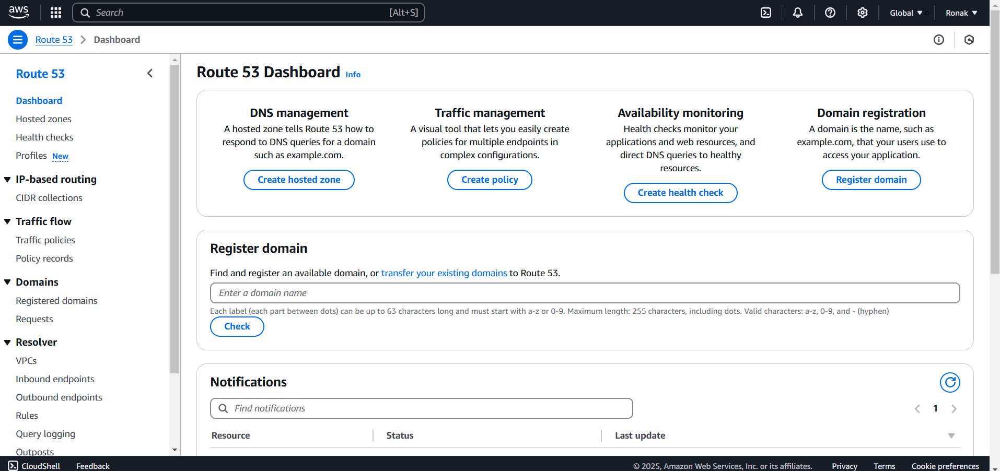 aws
Search [Alt+S]
Global
Ronak
Route 53 Dashboard
Route 53
Dashboard
Hosted zones
Health checks
Profiles New
IP-based routing
CIDR collections
Traffic flow
Traffic policies
Policy records
Domains
Registered domains
Requests
Resolver
VPCs
Inbound endpoints
Outbound endpoints
Rules
Query logging
Outposts
Route 53 Dashboard Info
DNS management
A hosted zone tells Route 53 how to
respond to DNS queries for a domain
such as example.com.
Create hosted zone
Traffic management
A visual tool that lets you easily create
policies for multiple endpoints in
complex configurations.
Create policy
Availability monitoring
Health checks monitor your
applications and web resources, and
direct DNS queries to healthy
resources.
Create health check
Domain registration
A domain is the name, such as
example.com, that your users use to
access your application.
Register domain
Register domain
Find and register an available domain, or transfer your existing domains to Route 53.
Enter a domain name
Each label (each part between dots) can be up to 63 characters long and must start with a-z or 0-9. Maximum length: 255 characters, including dots. Valid characters: a-z, 0-9, and - (hyphen)
Check
Notifications
Find notifications
1
Resource Status Last update
CloudShell Feedback
© 2025, Amazon Web Services, Inc. or its affiliates. Privacy Terms Cookie preferences